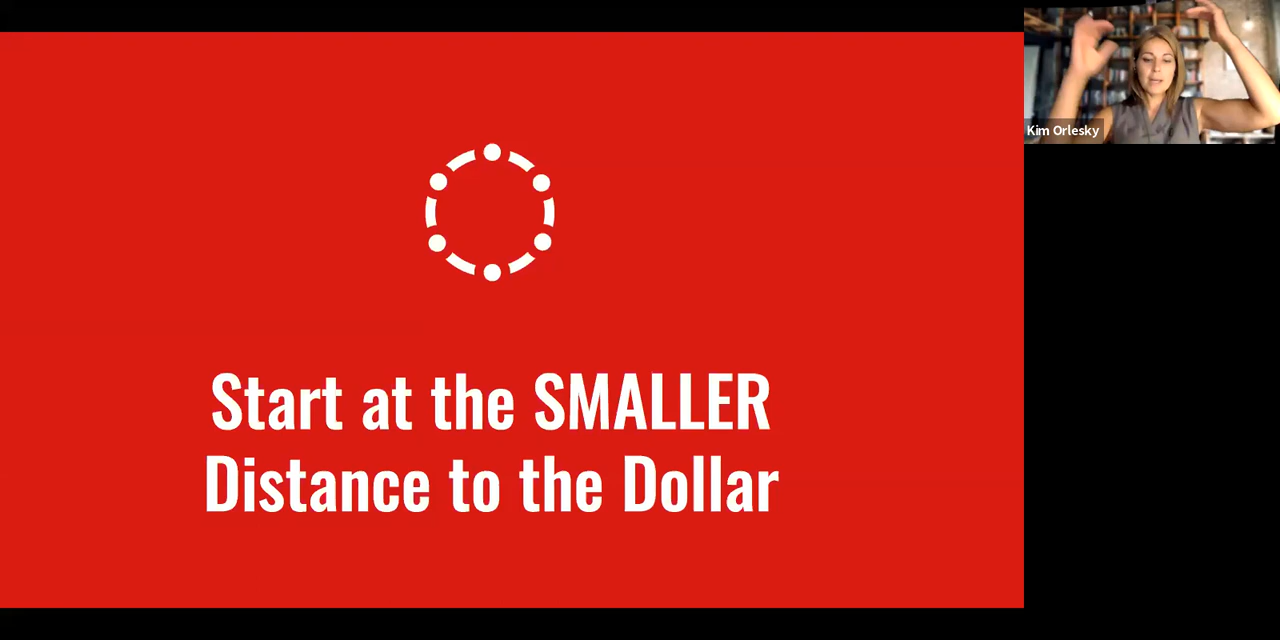 Kim Orlesky
Start at the SMALLER
Distance to the Dollar